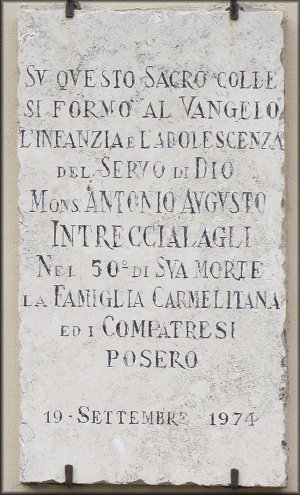 SV QVESTO SACRO COLLE
SI FORMO' AL VANGELO
L'INFANZIA E L'ADOLESCENZA
DEL SERVO DI DIO
MONS. ANTONIO AVGVSTO
INTRECCIALAGLI
NEL 50° DI SVA MORTE
LA FAMIGLIA CARMELITANA
ED I COMPATRESI
POSERO
19-SETTEMBRE 1974